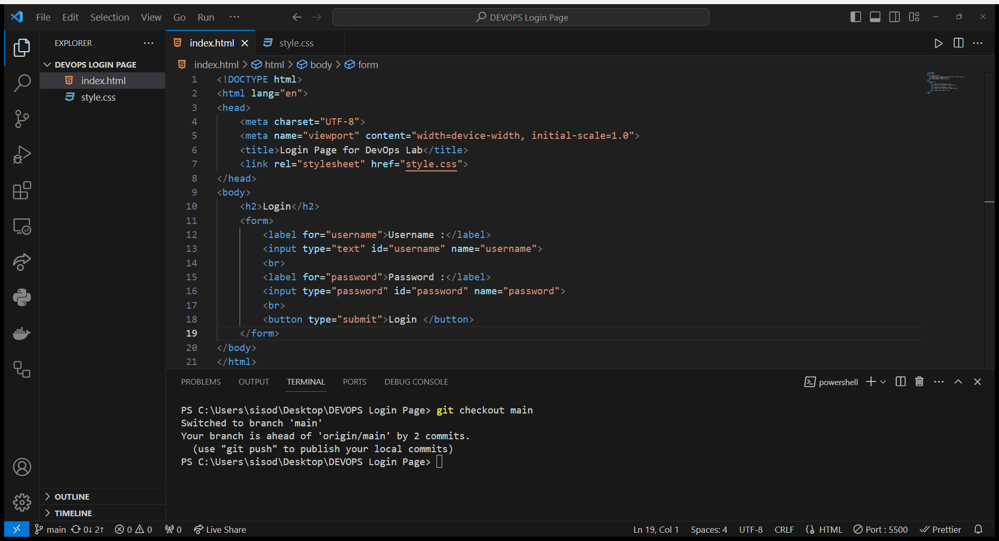 File Edit Selection View Go Run ··· DEVOPS Login Page
EXPLORER ···
DEVOPS LOGIN PAGE
index.html
style.css
OUTLINE
TIMELINE
index.html style.css
index.html > html > body > form
1 <!DOCTYPE html>
2 <html lang="en">
3 <head>
4     <meta charset="UTF-8">
5     <meta name="viewport" content="width=device-width, initial-scale=1.0">
6     <title>Login Page for DevOps Lab</title>
7     <link rel="stylesheet" href="style.css">
8 </head>
9 <body>
10     <h2>Login</h2>
11     <form>
12         <label for="username">Username :</label>
13         <input type="text" id="username" name="username">
14         <br>
15         <label for="password">Password :</label>
16         <input type="password" id="password" name="password">
17         <br>
18         <button type="submit">Login </button>
19     </form>
20 </body>
21 </html>
PROBLEMS OUTPUT TERMINAL PORTS DEBUG CONSOLE powershell
PS C:\Users\sisod\Desktop\DEVOPS Login Page> git checkout main
Switched to branch 'main'
Your branch is ahead of 'origin/main' by 2 commits.
  (use "git push" to publish your local commits)
PS C:\Users\sisod\Desktop\DEVOPS Login Page>
main 0↓ 2↑ 0 0 0 Live Share Ln 19, Col 1 Spaces: 4 UTF-8 CRLF HTML Port : 5500 Prettier